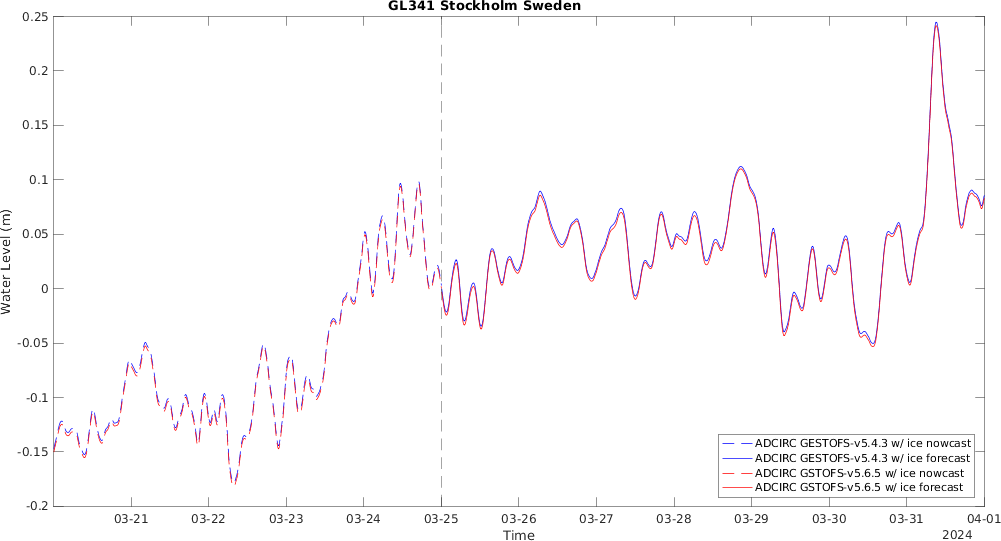 GL341 Stockholm Sweden
0.25
0.2
0.15
0.1
0.05
0
-0.05
-0.1
-0.15
-0.2
Water Level (m)
ADCIRC GESTOFS-v5.4.3 w/ ice nowcast
ADCIRC GESTOFS-v5.4.3 w/ ice forecast
ADCIRC GSTOFS-v5.6.5 w/ ice nowcast
ADCIRC GSTOFS-v5.6.5 w/ ice forecast
03-21 03-22 03-23 03-24 03-25 03-26 03-27 03-28 03-29 03-30 03-31 04-01
Time
2024